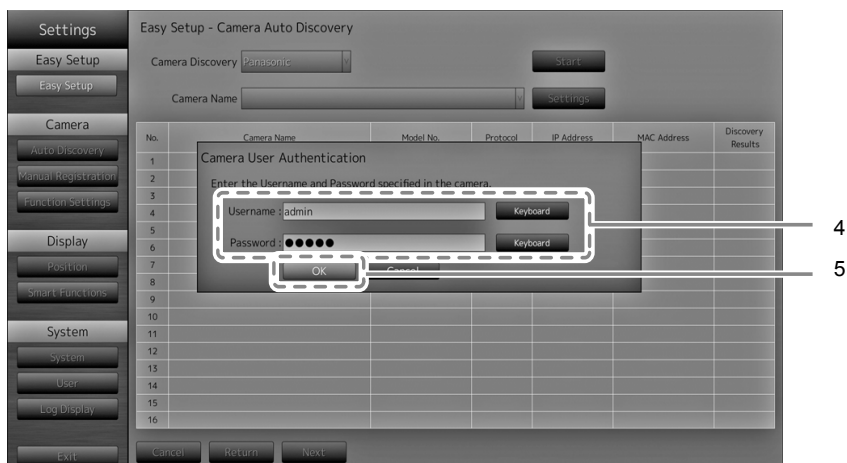 Settings
Easy Setup
Easy Setup
Camera
Auto Discovery
Manual Registration
Function Settings
Display
Position
Smart Functions
System
System
User
Log Display
Exit
Easy Setup - Camera Auto Discovery
Camera Discovery Panasonic Start
Camera Name Settings
No. Camera Name Model No. Protocol IP Address MAC Address Discovery Results
1
2
3
4
5
6
7
8
9
10
11
12
13
14
15
16
Camera User Authentication
Enter the Username and Password specified in the camera.
Username : admin Keyboard
Password : ●●●●● Keyboard
OK Cancel
Cancel Return Next
4
5